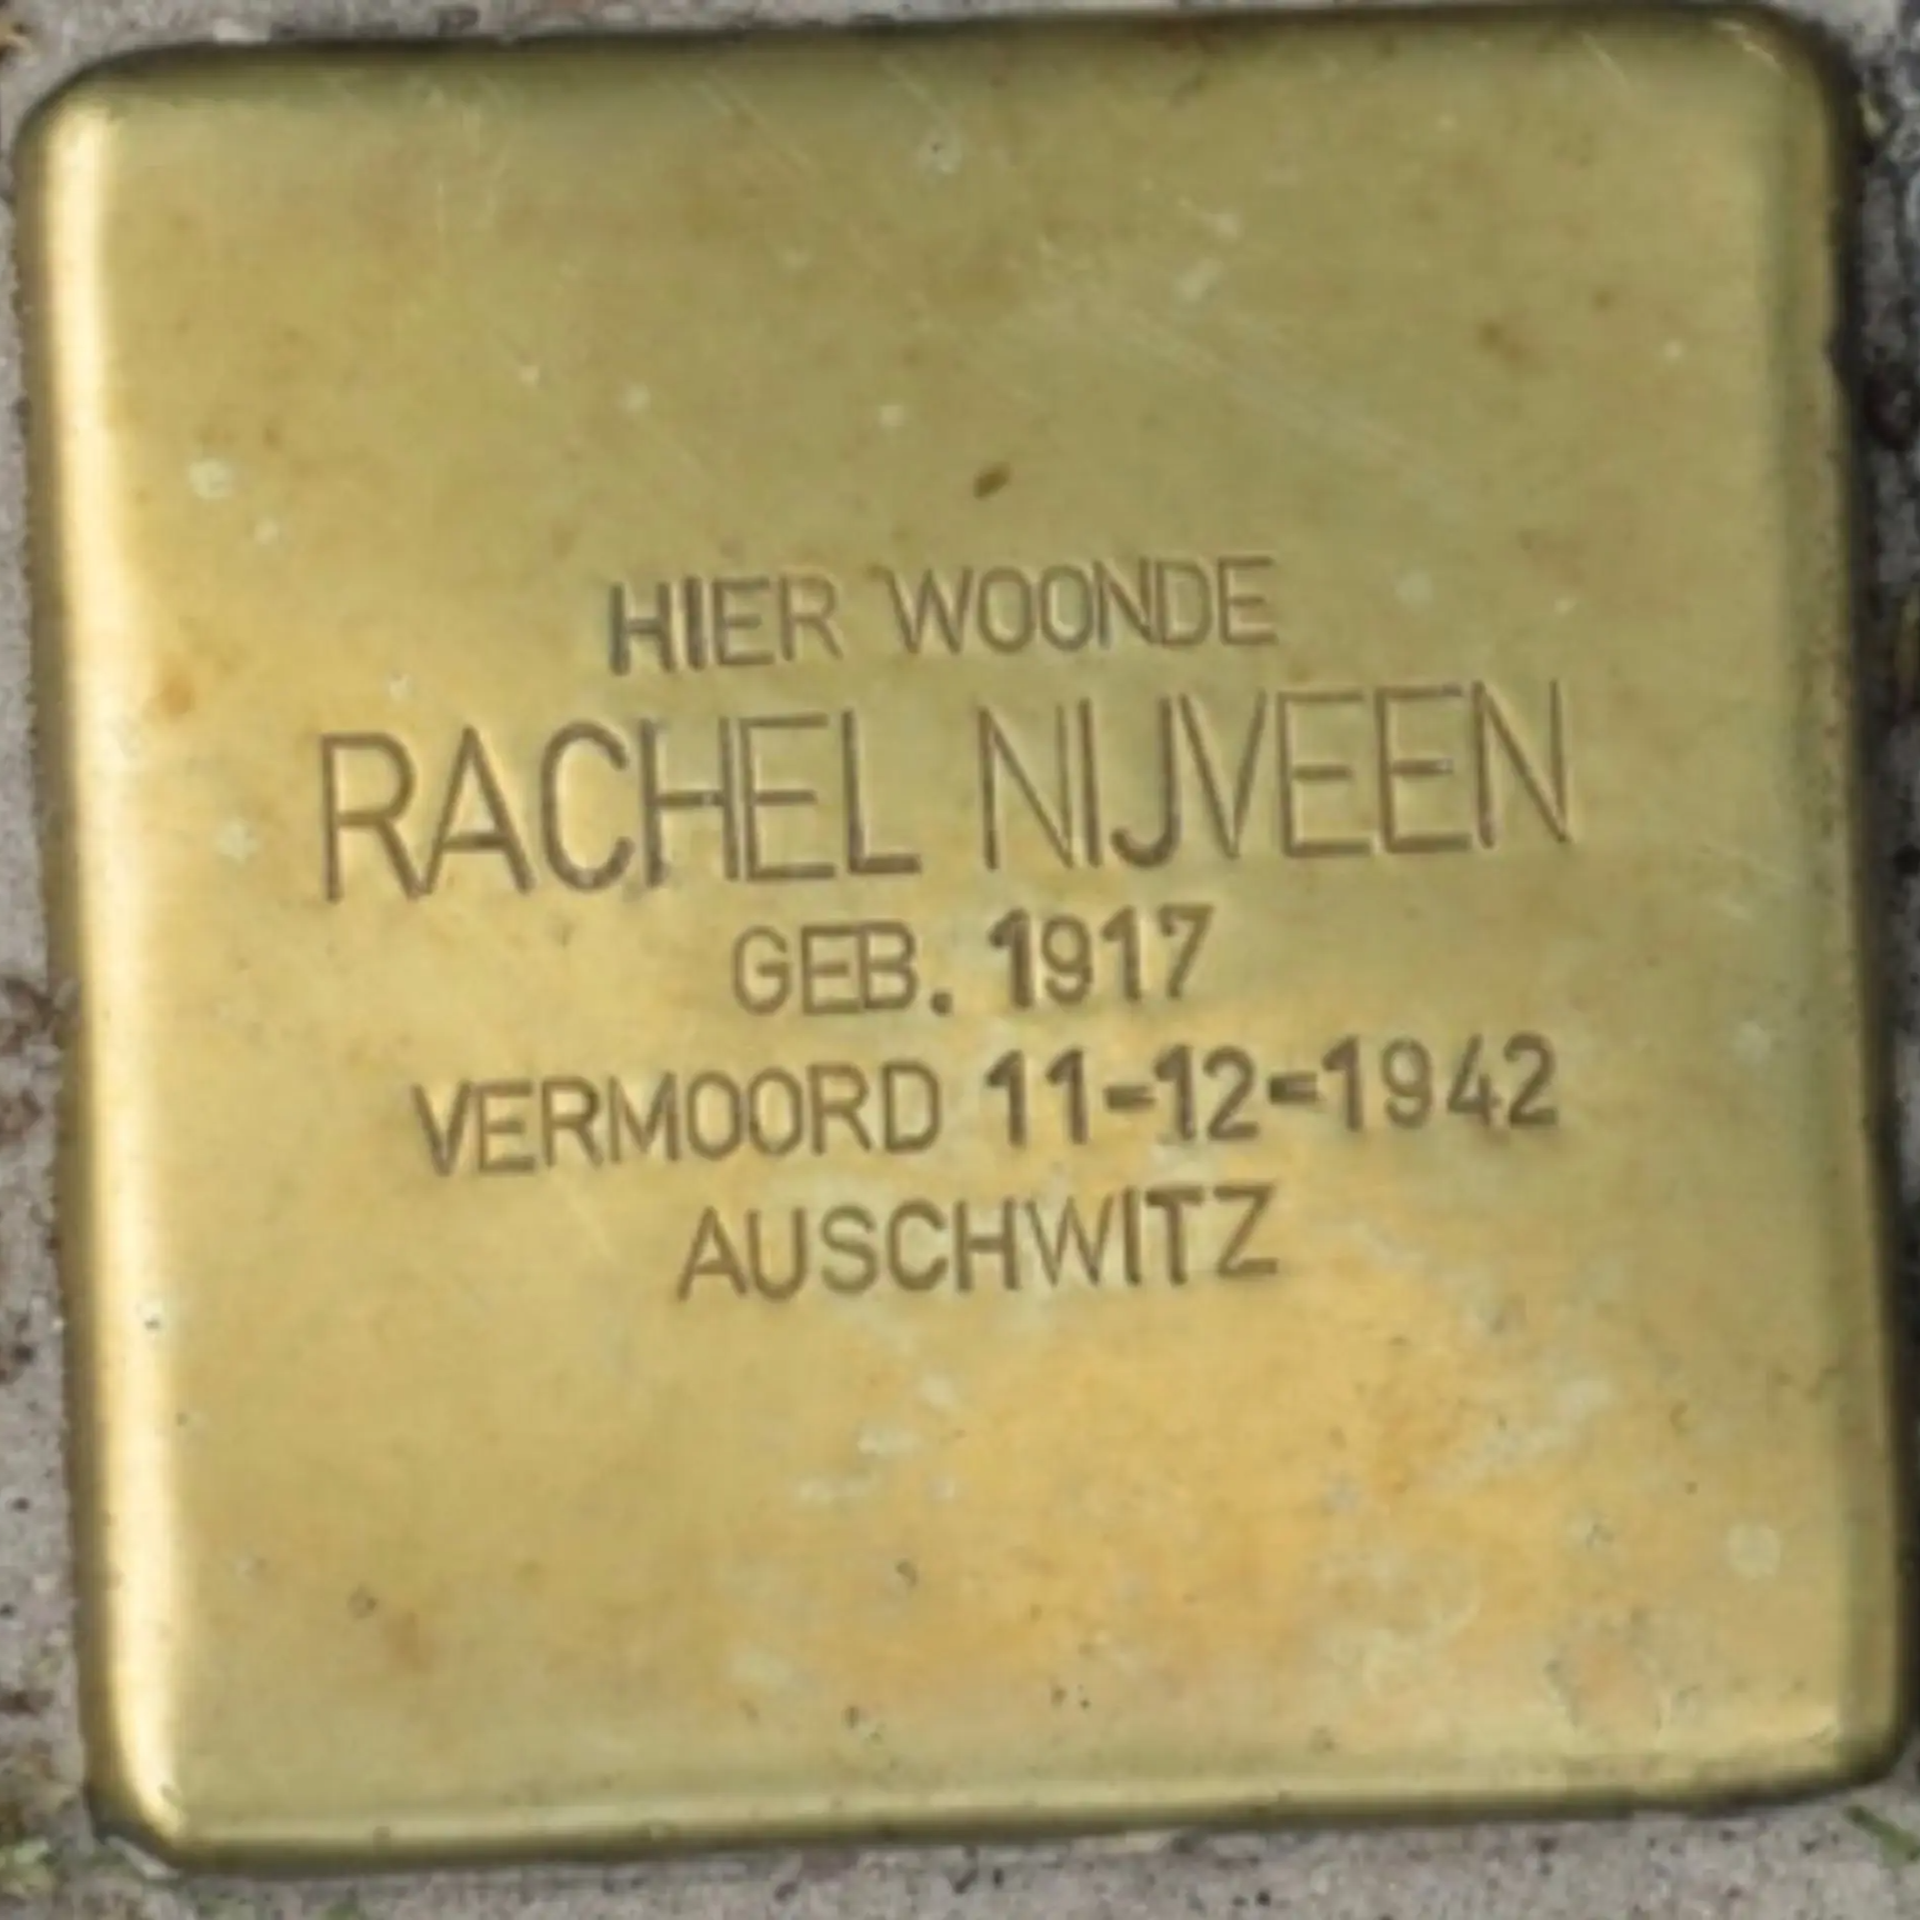 HIER WOONDE
RACHEL NIJVEEN
GEB. 1917
VERMOORD 11-12-1942
AUSCHWITZ